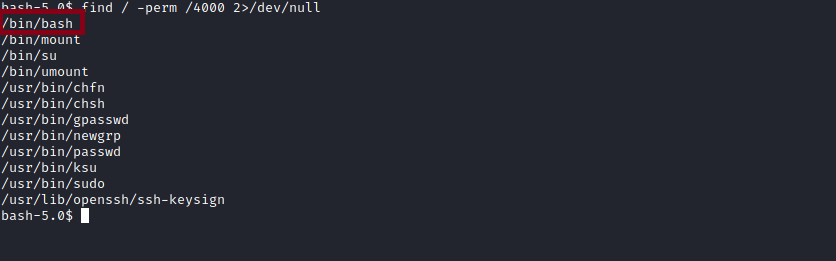 bash-5.0$ find / -perm /4000 2>/dev/null
/bin/bash
/bin/mount
/bin/su
/bin/umount
/usr/bin/chfn
/usr/bin/chsh
/usr/bin/gpasswd
/usr/bin/newgrp
/usr/bin/passwd
/usr/bin/ksu
/usr/bin/sudo
/usr/lib/openssh/ssh-keysign
bash-5.0$